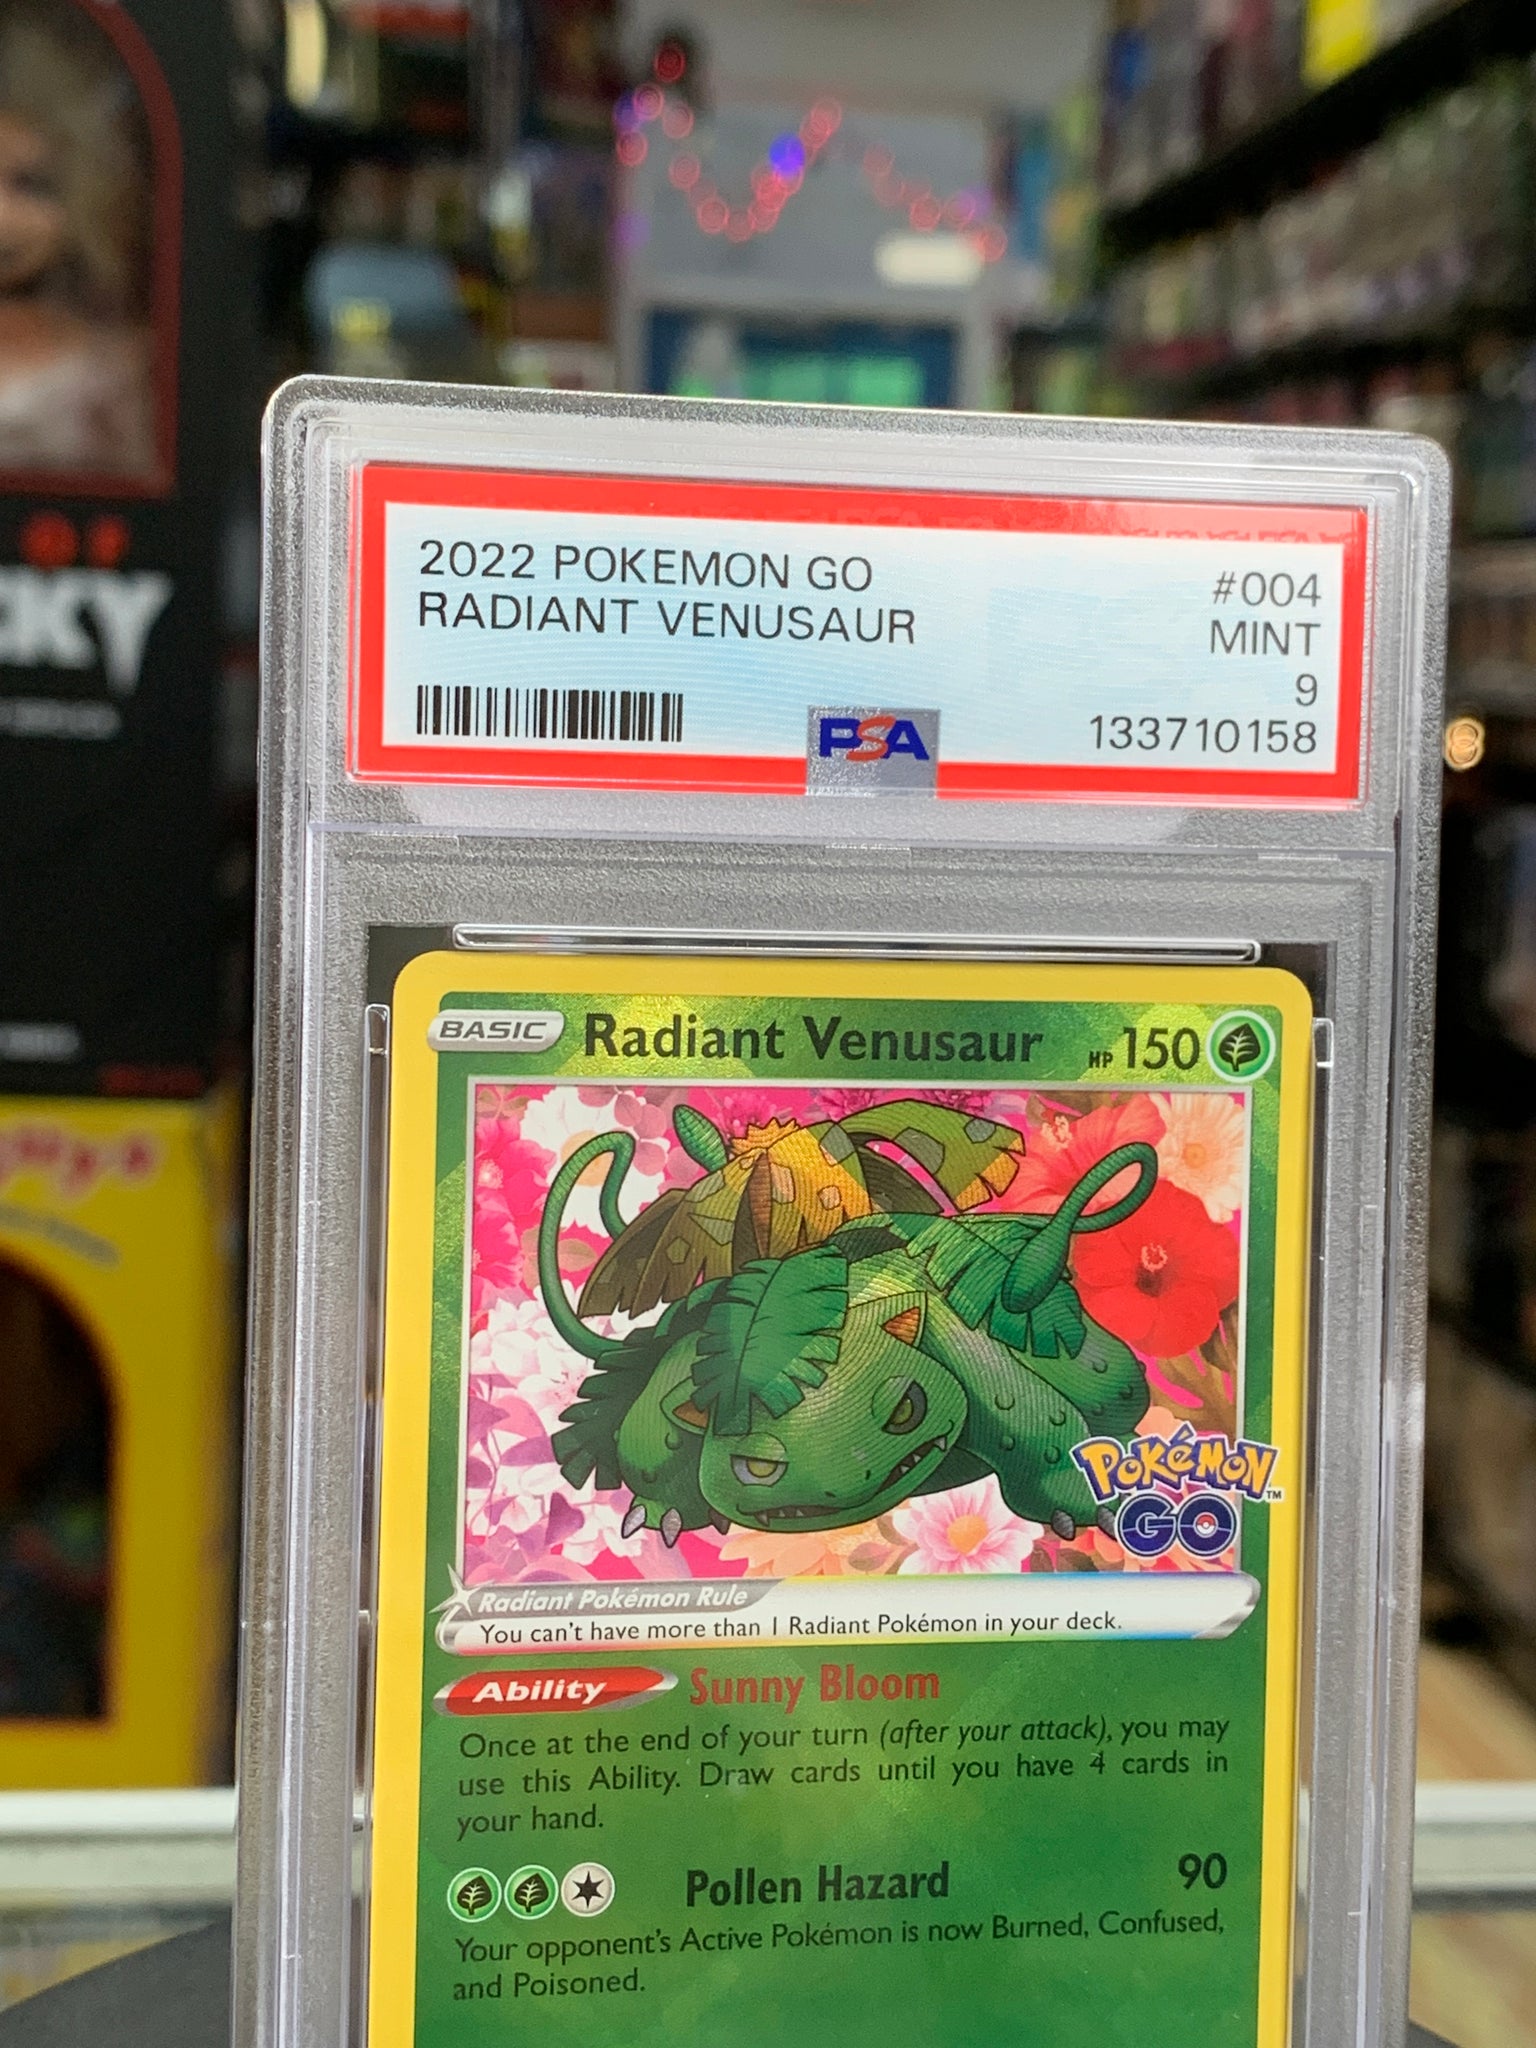 2022 POKEMON GO
RADIANT VENUSAUR
#004
MINT
9
133710158
PSA
BASIC
Radiant Venusaur
HP 150
POKéMON
GO
TM
Radiant Pokémon Rule
You can't have more than 1 Radiant Pokémon in your deck.
Ability Sunny Bloom
Once at the end of your turn (after your attack), you may
use this Ability. Draw cards until you have 4 cards in
your hand.
Pollen Hazard 90
Your opponent's Active Pokémon is now Burned, Confused,
and Poisoned.